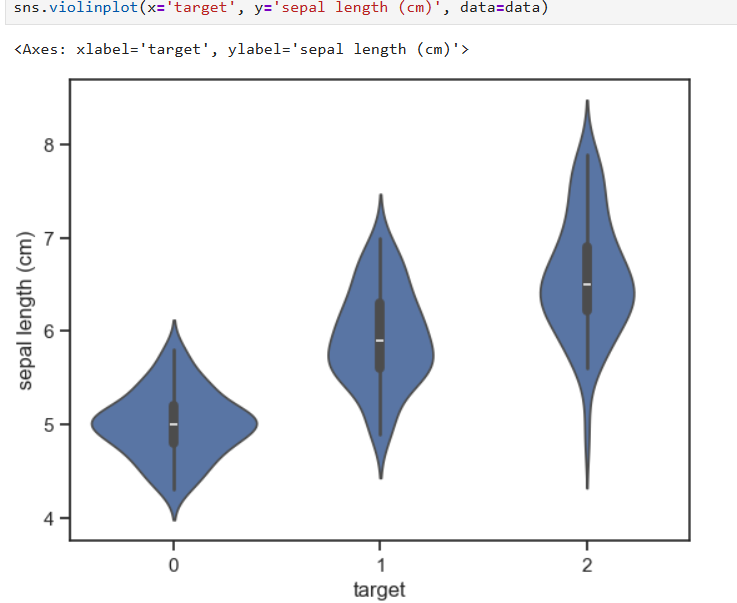 sns.violinplot(x='target', y='sepal length (cm)', data=data)
<Axes: xlabel='target', ylabel='sepal length (cm)'>
8
7
6
5
4
sepal length (cm)
0 1 2
target